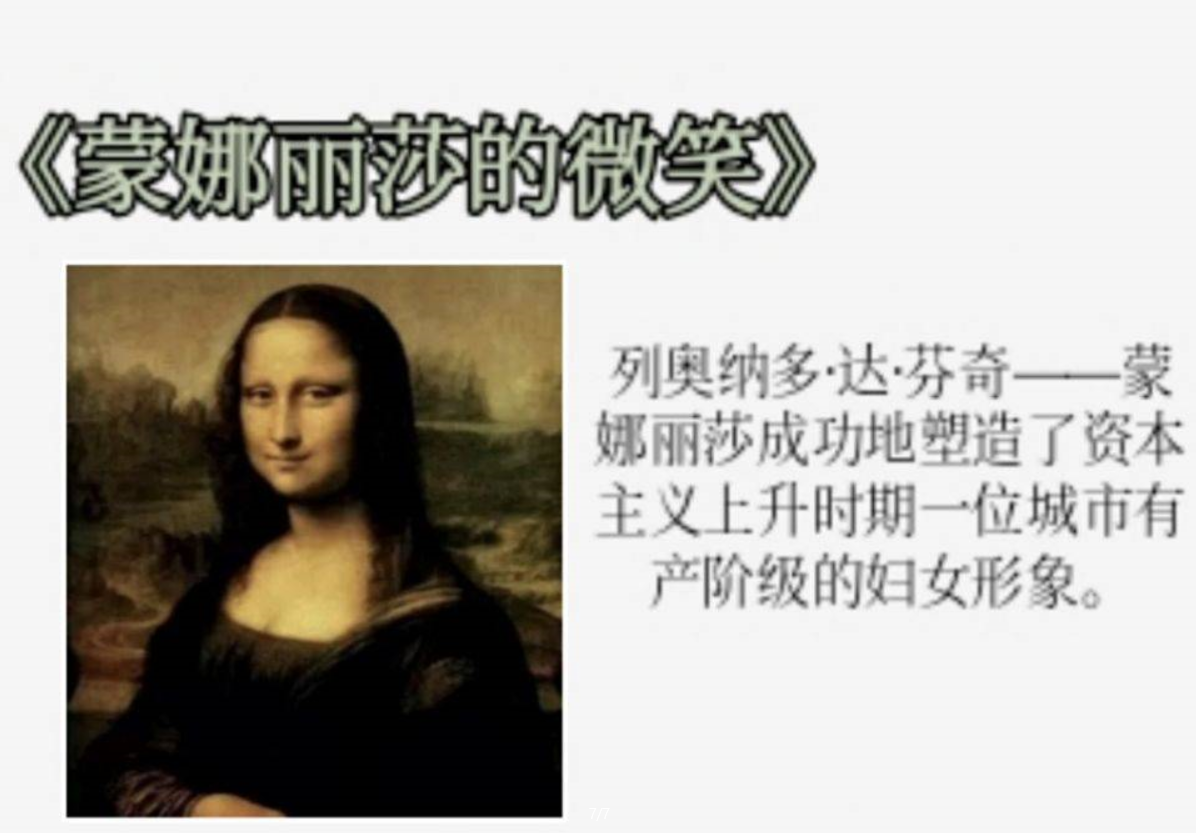 《蒙娜丽莎的微笑》
列奥纳多·达·芬奇——蒙
娜丽莎成功地塑造了资本
主义上升时期一位城市有
产阶级的妇女形象。
7/7